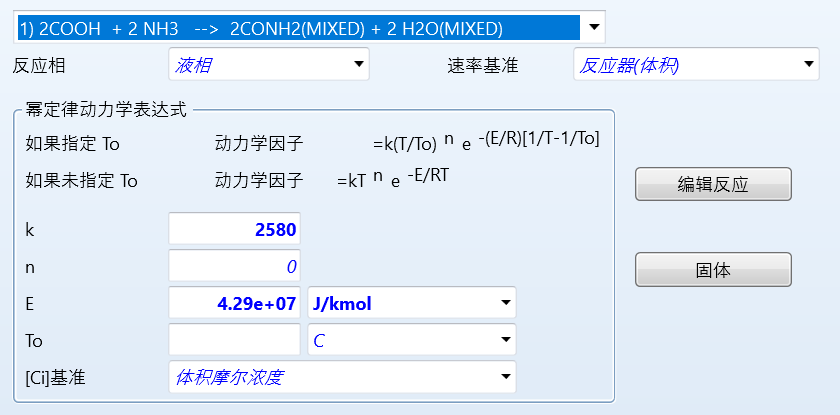 1) 2COOH + 2 NH3 --> 2CONH2(MIXED) + 2 H2O(MIXED)
反应相 液相 速率基准 反应器(体积)
幂定律动力学表达式
如果指定 To 动力学因子 =k(T/To) n e -(E/R)[1/T-1/To]
如果未指定 To 动力学因子 =kT n e -E/RT
编辑反应
k 2580
n 0
固体
E 4.29e+07 J/kmol
To C
[Ci]基准 体积摩尔浓度